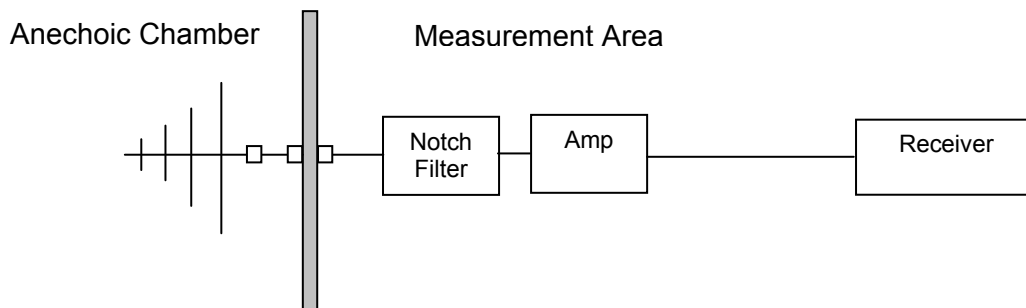 Anechoic Chamber
Measurement Area
Notch
Filter
Amp
Receiver